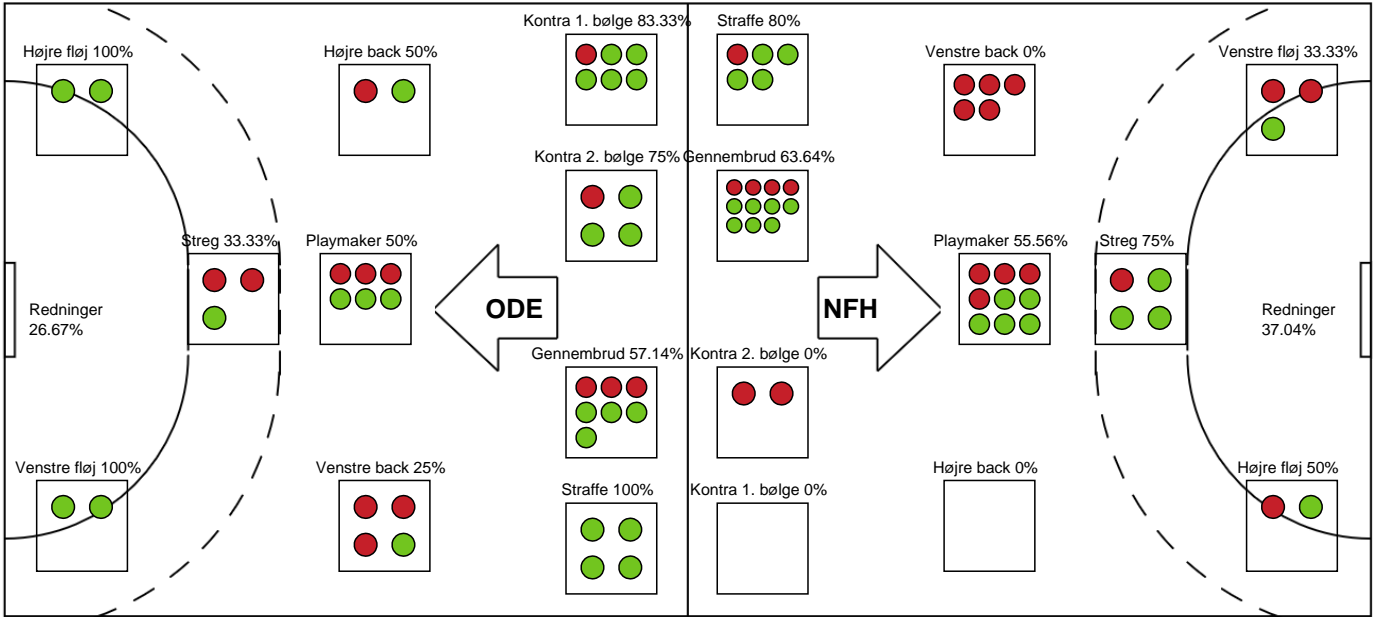 Kontra 1. bølge 83.33%
Straffe 80%
Højre fløj 100%
Højre back 50%
Venstre back 0%
Venstre fløj 33.33%
Kontra 2. bølge 75%
Gennembrud 63.64%
Streg 33.33%
Playmaker 50%
Playmaker 55.56%
Streg 75%
Redninger
26.67%
ODE
NFH
Redninger
37.04%
Gennembrud 57.14%
Kontra 2. bølge 0%
Venstre fløj 100%
Venstre back 25%
Højre back 0%
Højre fløj 50%
Straffe 100%
Kontra 1. bølge 0%